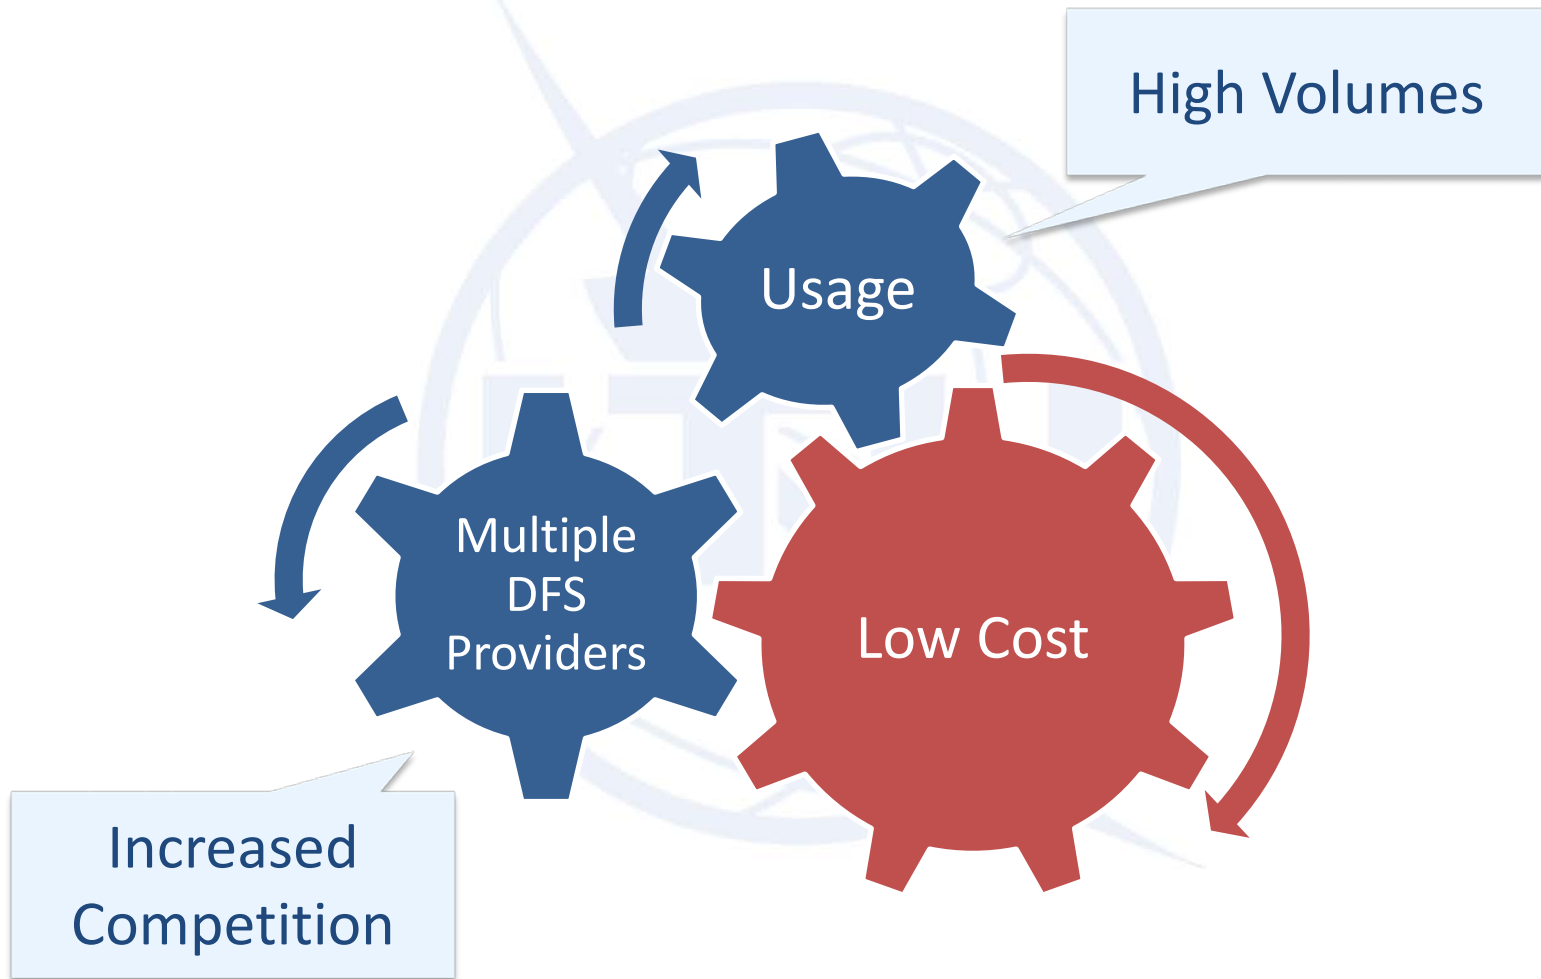 High Volumes
Usage
Multiple
DFS
Providers
Low Cost
Increased
Competition